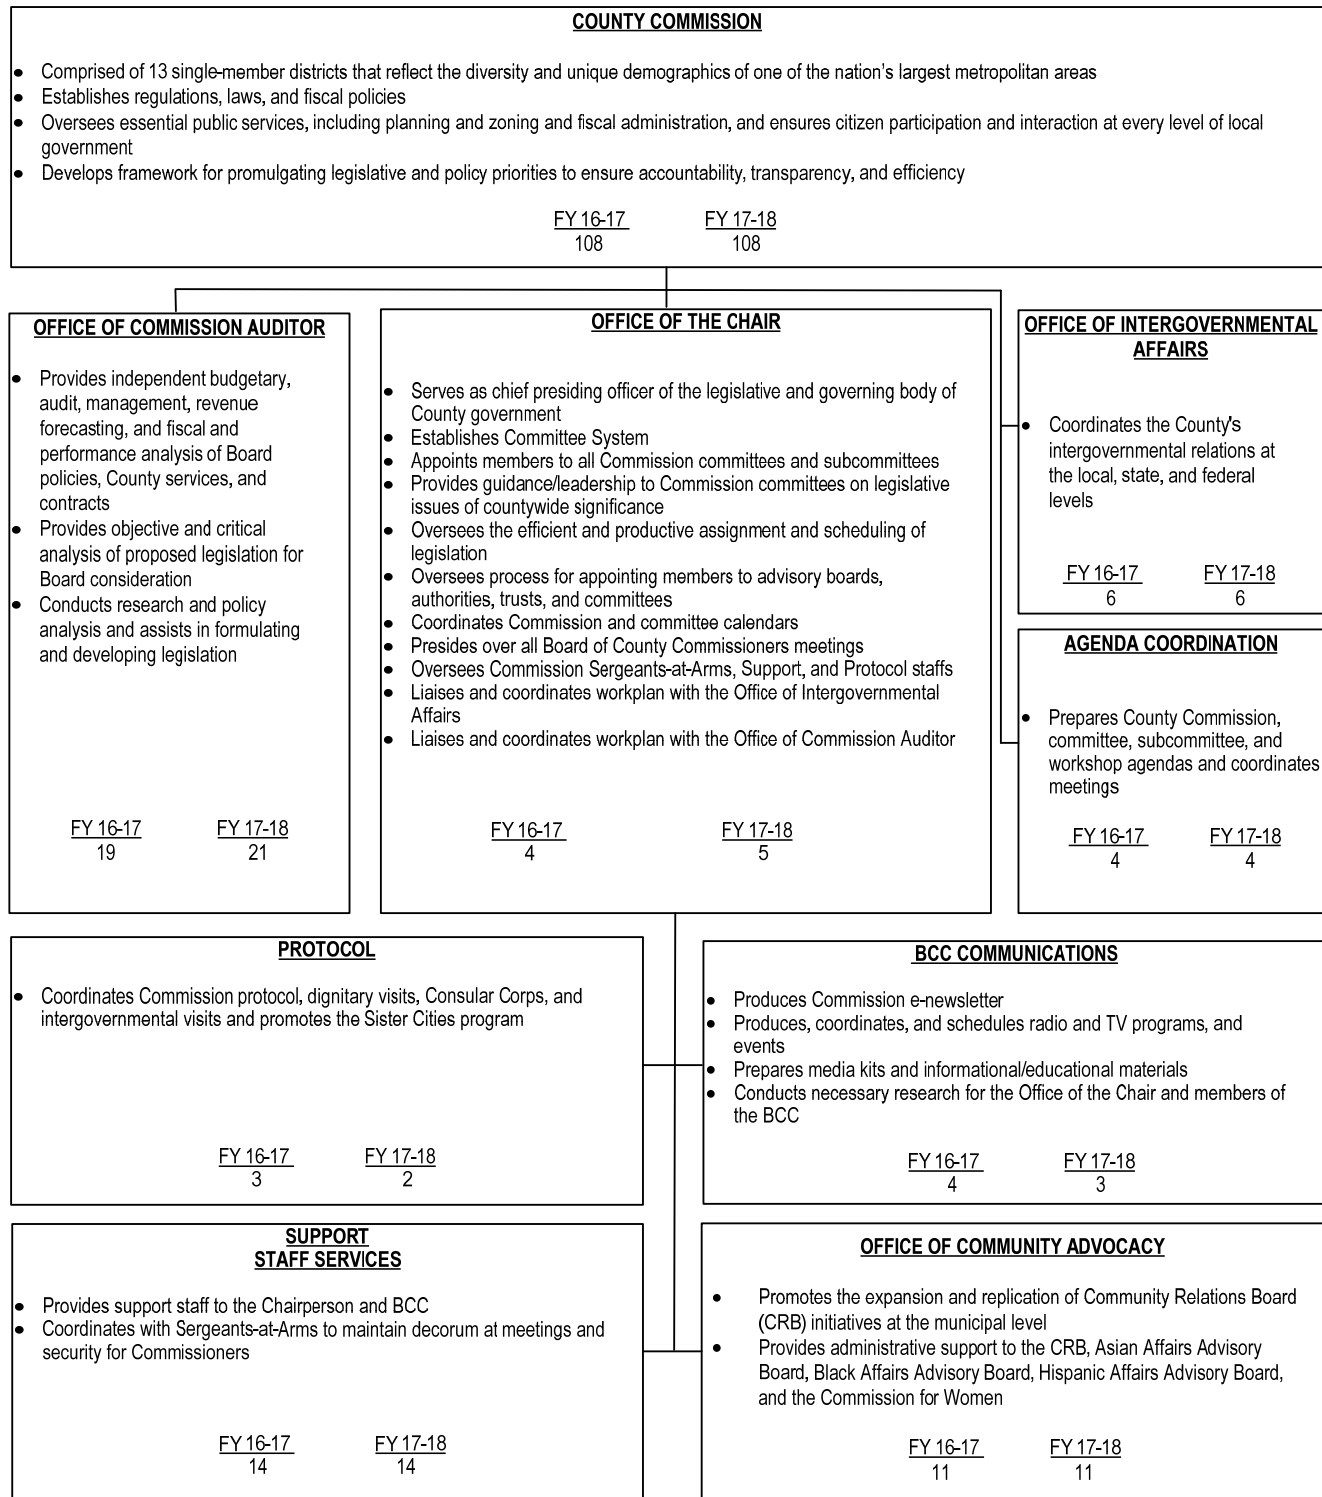 COUNTY COMMISSION
• Comprised of 13 single-member districts that reflect the diversity and unique demographics of one of the nation's largest metropolitan areas
• Establishes regulations, laws, and fiscal policies
• Oversees essential public services, including planning and zoning and fiscal administration, and ensures citizen participation and interaction at every level of local
government
• Develops framework for promulgating legislative and policy priorities to ensure accountability, transparency, and efficiency
FY 16-17 FY 17-18
108 108
OFFICE OF COMMISSION AUDITOR
• Provides independent budgetary,
audit, management, revenue
forecasting, and fiscal and
performance analysis of Board
policies, County services, and
contracts
• Provides objective and critical
analysis of proposed legislation for
Board consideration
• Conducts research and policy
analysis and assists in formulating
and developing legislation
FY 16-17 FY 17-18
19 21
OFFICE OF THE CHAIR
• Serves as chief presiding officer of the legislative and governing body of
County government
• Establishes Committee System
• Appoints members to all Commission committees and subcommittees
• Provides guidance/leadership to Commission committees on legislative
issues of countywide significance
• Oversees the efficient and productive assignment and scheduling of
legislation
• Oversees process for appointing members to advisory boards,
authorities, trusts, and committees
• Coordinates Commission and committee calendars
• Presides over all Board of County Commissioners meetings
• Oversees Commission Sergeants-at-Arms, Support, and Protocol staffs
• Liaises and coordinates workplan with the Office of Intergovernmental
Affairs
• Liaises and coordinates workplan with the Office of Commission Auditor
FY 16-17 FY 17-18
4 5
OFFICE OF INTERGOVERNMENTAL
AFFAIRS
• Coordinates the County's
intergovernmental relations at
the local, state, and federal
levels
FY 16-17 FY 17-18
6 6
AGENDA COORDINATION
• Prepares County Commission,
committee, subcommittee, and
workshop agendas and coordinates
meetings
FY 16-17 FY 17-18
4 4
PROTOCOL
• Coordinates Commission protocol, dignitary visits, Consular Corps, and
intergovernmental visits and promotes the Sister Cities program
FY 16-17 FY 17-18
3 2
BCC COMMUNICATIONS
• Produces Commission e-newsletter
• Produces, coordinates, and schedules radio and TV programs, and
events
• Prepares media kits and informational/educational materials
• Conducts necessary research for the Office of the Chair and members of
the BCC
FY 16-17 FY 17-18
4 3
SUPPORT
STAFF SERVICES
• Provides support staff to the Chairperson and BCC
• Coordinates with Sergeants-at-Arms to maintain decorum at meetings and
security for Commissioners
FY 16-17 FY 17-18
14 14
OFFICE OF COMMUNITY ADVOCACY
• Promotes the expansion and replication of Community Relations Board
(CRB) initiatives at the municipal level
• Provides administrative support to the CRB, Asian Affairs Advisory
Board, Black Affairs Advisory Board, Hispanic Affairs Advisory Board,
and the Commission for Women
FY 16-17 FY 17-18
11 11